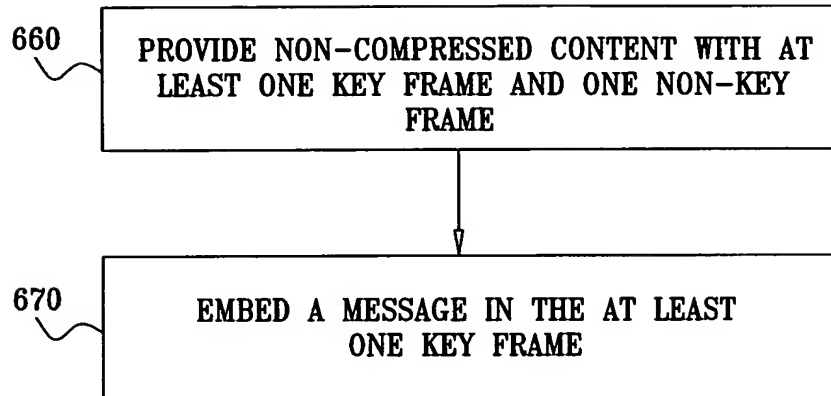 660
PROVIDE NON-COMPRESSED CONTENT WITH AT
LEAST ONE KEY FRAME AND ONE NON-KEY
FRAME
670
EMBED A MESSAGE IN THE AT LEAST
ONE KEY FRAME